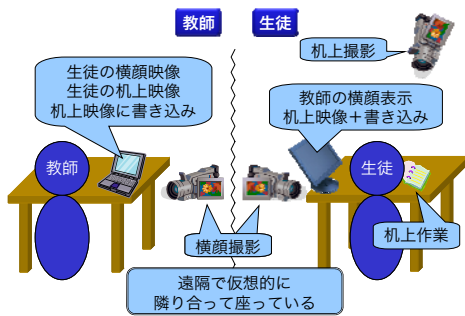 教師
生徒
机上撮影
生徒の横顔映像
生徒の机上映像
机上映像に書き込み
教師の横顔表示
机上映像＋書き込み
教師
生徒
横顔撮影
机上作業
遠隔で仮想的に
隣り合って座っている